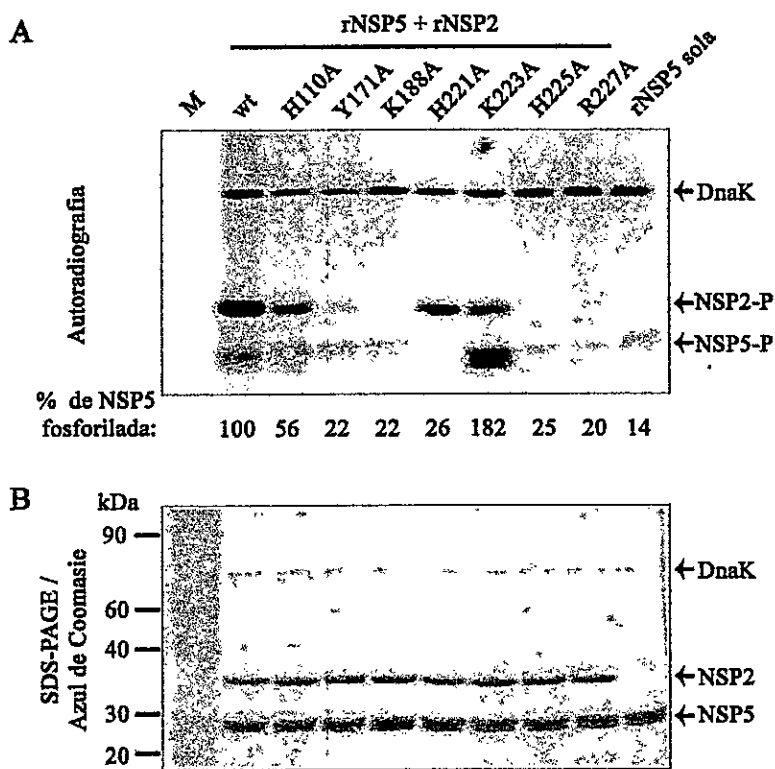 A
rNSP5 + rNSP2
M wt H110A Y171A K188A H221A K223A H225A R227A rNSP5 sola
Autoradiografia
←DnaK
←NSP2-P
←NSP5-P
% de NSP5
fosforilada: 100 56 22 22 26 182 25 20 14
B
kDa
SDS-PAGE /
Azul de Coomasie
90
60
40
30
20
←DnaK
←NSP2
←NSP5